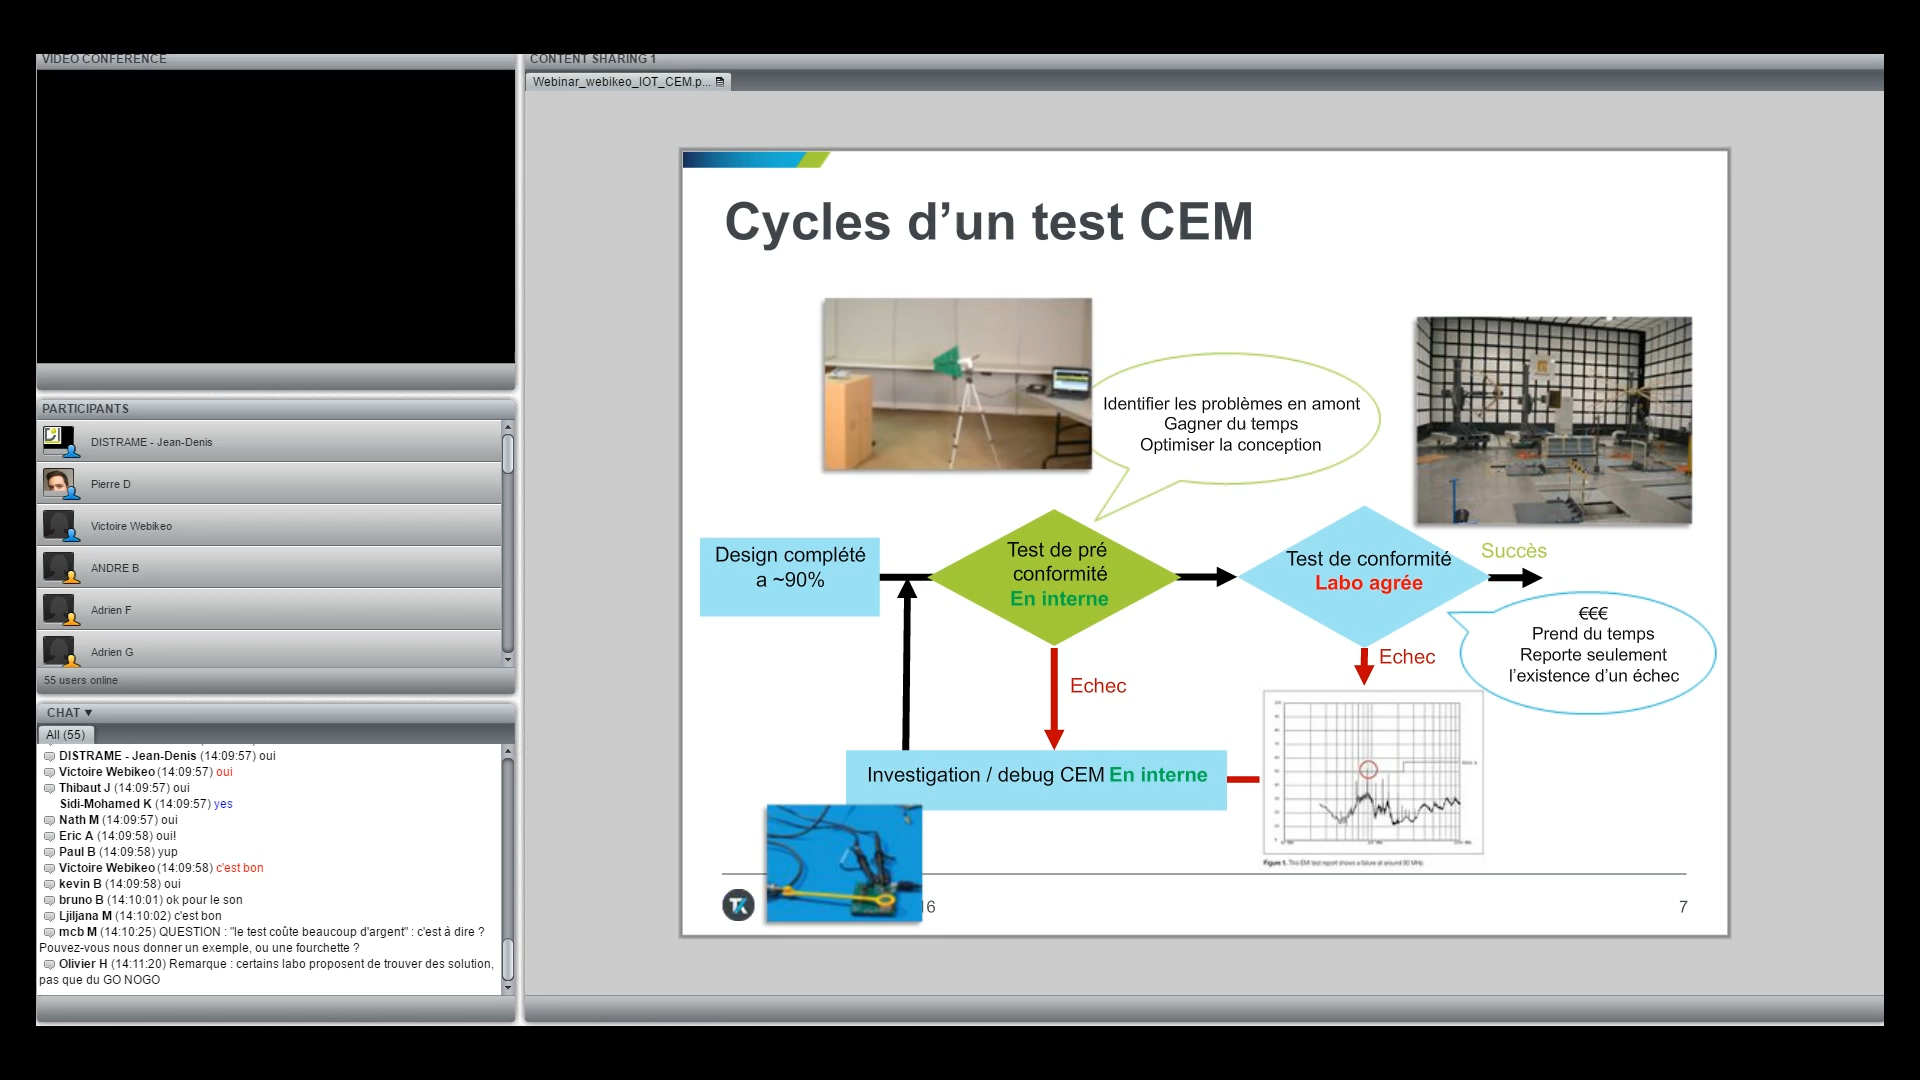 VIDEO CONFERENCE
PARTICIPANTS
DISTRAME - Jean-Denis
Pierre D
Victoire Webikeo
ANDRE B
Adrien F
Adrien G
55 users online
CHAT ▼
All (55)
DISTRAME - Jean-Denis (14:09:57) oui
Victoire Webikeo (14:09:57) oui
Thibaut J (14:09:57) oui
Sidi-Mohamed K (14:09:57) yes
Nath M (14:09:57) oui
Eric A (14:09:58) oui!
Paul B (14:09:58) yup
Victoire Webikeo (14:09:58) c'est bon
kevin B (14:09:58) oui
bruno B (14:10:01) ok pour le son
Ljiljana M (14:10:02) c'est bon
mcb M (14:10:25) QUESTION : "le test coûte beaucoup d'argent" : c'est à dire ?
Pouvez-vous nous donner un exemple, ou une fourchette ?
Olivier H (14:11:20) Remarque : certains labo proposent de trouver des solution,
pas que du GO NOGO
CONTENT SHARING 1
Webinar_webikeo_IOT_CEM.p...
Cycles d’un test CEM
Identifier les problèmes en amont
Gagner du temps
Optimiser la conception
Design complété
a ~90%
Test de pré
conformité
En interne
Test de conformité
Labo agrée
Succès
€€€
Prend du temps
Reporte seulement
l’existence d’un échec
Echec
Echec
Investigation / debug CEM En interne
Figure 1. This EMI test report shows a failure at around 90 MHz.
16
7